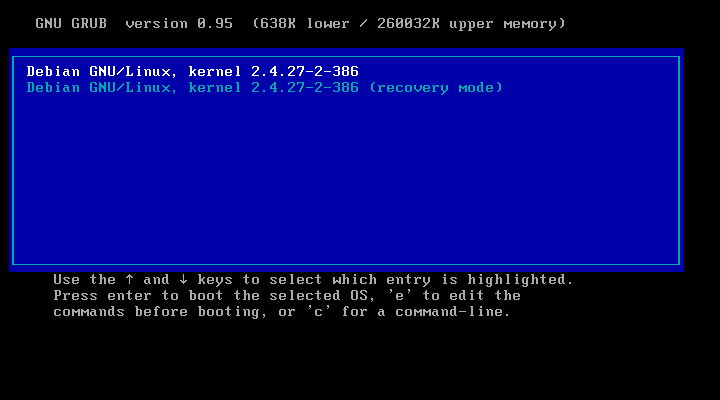 GNU GRUB  version 0.95  (638K lower / 260032K upper memory)
Debian GNU/Linux, kernel 2.4.27-2-386
Debian GNU/Linux, kernel 2.4.27-2-386 (recovery mode)
Use the ↑ and ↓ keys to select which entry is highlighted.
Press enter to boot the selected OS, 'e' to edit the
commands before booting, or 'c' for a command-line.